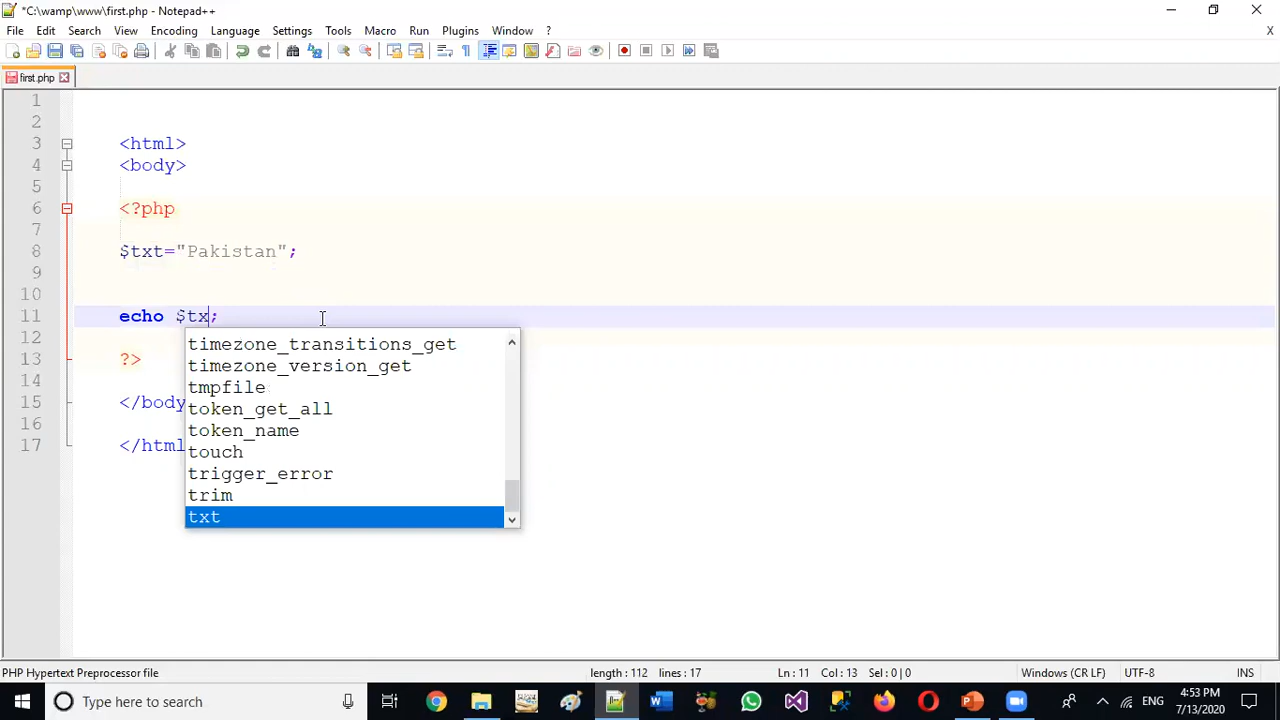 *C:\wamp\www\first.php - Notepad++
File Edit Search View Encoding Language Settings Tools Macro Run Plugins Window ? X
first.php
1
2
3 <html>
4 <body>
5
6 <?php
7
8 $txt="Pakistan";
9
10
11 echo $tx;
12
timezone_transitions_get
13 ?>
timezone_version_get
14
tmpfile
15 </body
token_get_all
16
token_name
17 </html
touch
trigger_error
trim
txt
PHP Hypertext Preprocessor file length : 112 lines : 17 Ln : 11 Col : 13 Sel : 0 | 0 Windows (CR LF) UTF-8 INS
Type here to search ENG 4:53 PM
7/13/2020